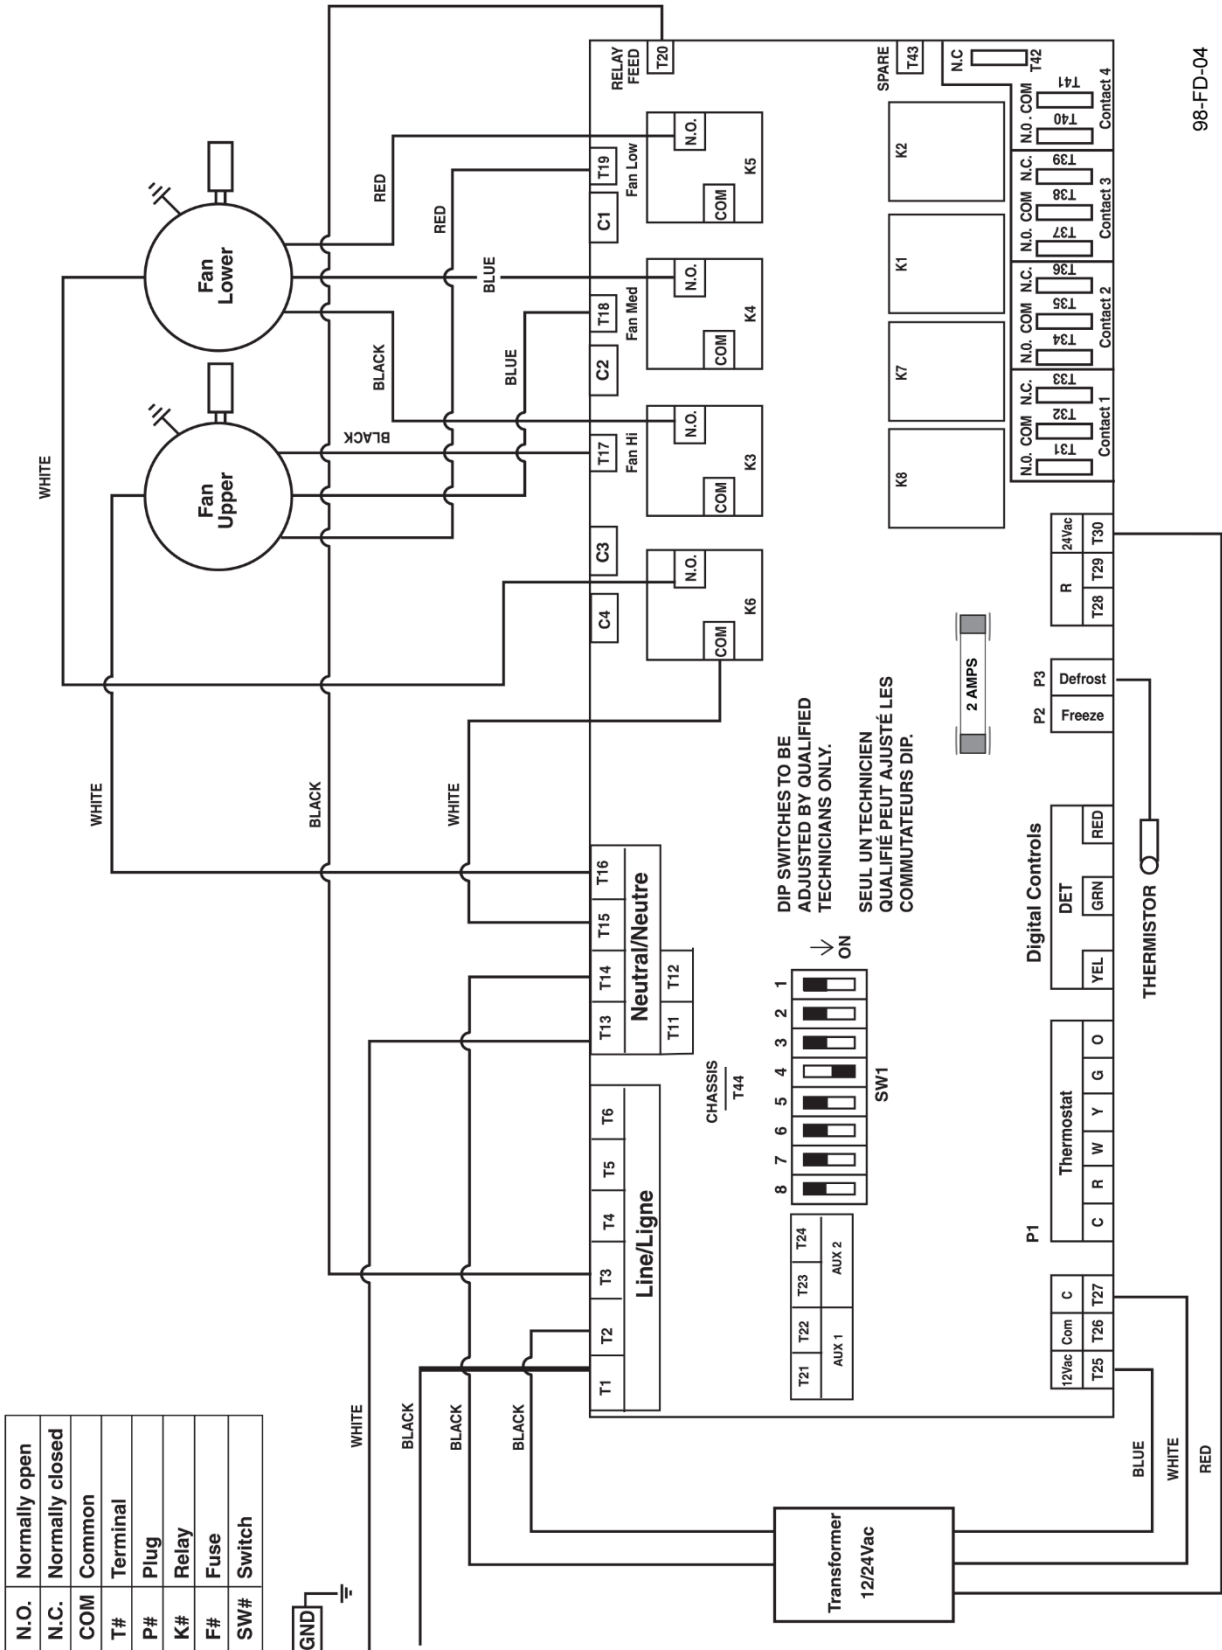 N.O. Normally open
N.C. Normally closed
COM Common
T# Terminal
P# Plug
K# Relay
F# Fuse
SW# Switch
GND
WHITE
BLACK
BLACK
BLACK
WHITE
WHITE
BLACK
WHITE
Fan
Upper
Fan
Lower
BLACK
BLACK
BLUE
BLUE
RED
RED
T1 T2 T3 T4 T5 T6
Line/Ligne
T13 T14 T15 T16
Neutral/Neutre
T11 T12
C4 C3 T17 C2 T18 C1 T19
Fan Hi
Fan Med
Fan Low
RELAY
FEED
T20
COM N.O.
K6
COM N.O.
K3
COM N.O.
K4
COM N.O.
K5
CHASSIS
T44
T21 T22 T23 T24
AUX 1 AUX 2
8 7 6 5 4 3 2 1
ON
SW1
DIP SWITCHES TO BE
ADJUSTED BY QUALIFIED
TECHNICIANS ONLY.
SEUL UN TECHNICIEN
QUALIFIÉ PEUT AJUSTÉ LES
COMMUTATEURS DIP.
2 AMPS
K8 K7 K1 K2
SPARE
T43
N.C
T42
N.O. COM N.C.
T31 T32 T33
Contact 1
N.O. COM N.C.
T34 T35 T36
Contact 2
N.O. COM N.C.
T37 T38 T39
Contact 3
N.O. COM
T40 T41
Contact 4
Transformer
12/24Vac
12Vac Com C
T25 T26 T27
P1
Thermostat
C R W Y G O
Digital Controls
DET
YEL GRN RED
P2 P3
Freeze Defrost
THERMISTOR
R 24Vac
T28 T29 T30
BLUE
WHITE
RED
98-FD-04